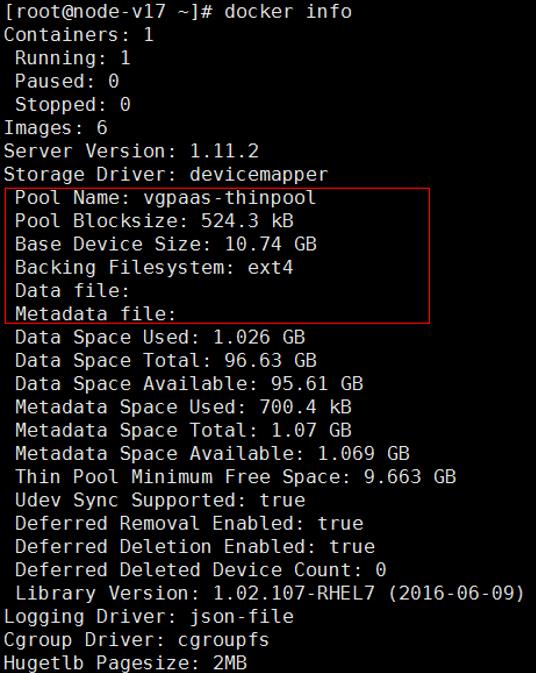 [root@node-v17 ~]# docker info
Containers: 1
 Running: 1
 Paused: 0
 Stopped: 0
Images: 6
Server Version: 1.11.2
Storage Driver: devicemapper
 Pool Name: vgpaas-thinpool
 Pool Blocksize: 524.3 kB
 Base Device Size: 10.74 GB
 Backing Filesystem: ext4
 Data file:
 Metadata file:
 Data Space Used: 1.026 GB
 Data Space Total: 96.63 GB
 Data Space Available: 95.61 GB
 Metadata Space Used: 700.4 kB
 Metadata Space Total: 1.07 GB
 Metadata Space Available: 1.069 GB
 Thin Pool Minimum Free Space: 9.663 GB
 Udev Sync Supported: true
 Deferred Removal Enabled: true
 Deferred Deletion Enabled: true
 Deferred Deleted Device Count: 0
 Library Version: 1.02.107-RHEL7 (2016-06-09)
Logging Driver: json-file
Cgroup Driver: cgroupfs
Hugetlb Pagesize: 2MB